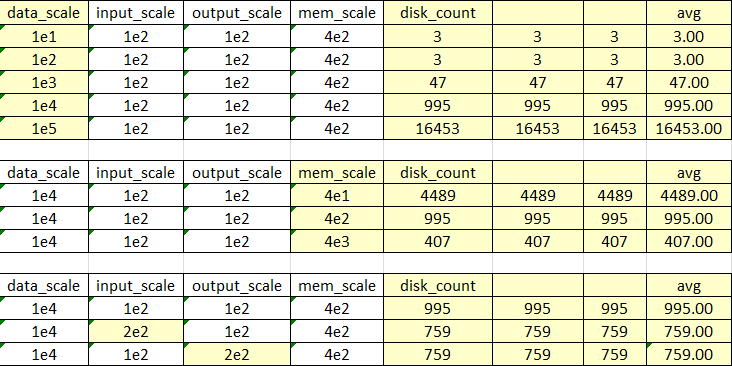 data_scale input_scale output_scale mem_scale disk_count avg
1e1 1e2 1e2 4e2 3 3 3 3.00
1e2 1e2 1e2 4e2 3 3 3 3.00
1e3 1e2 1e2 4e2 47 47 47 47.00
1e4 1e2 1e2 4e2 995 995 995 995.00
1e5 1e2 1e2 4e2 16453 16453 16453 16453.00
data_scale input_scale output_scale mem_scale disk_count avg
1e4 1e2 1e2 4e1 4489 4489 4489 4489.00
1e4 1e2 1e2 4e2 995 995 995 995.00
1e4 1e2 1e2 4e3 407 407 407 407.00
data_scale input_scale output_scale mem_scale disk_count avg
1e4 1e2 1e2 4e2 995 995 995 995.00
1e4 2e2 1e2 4e2 759 759 759 759.00
1e4 1e2 2e2 4e2 759 759 759 759.00